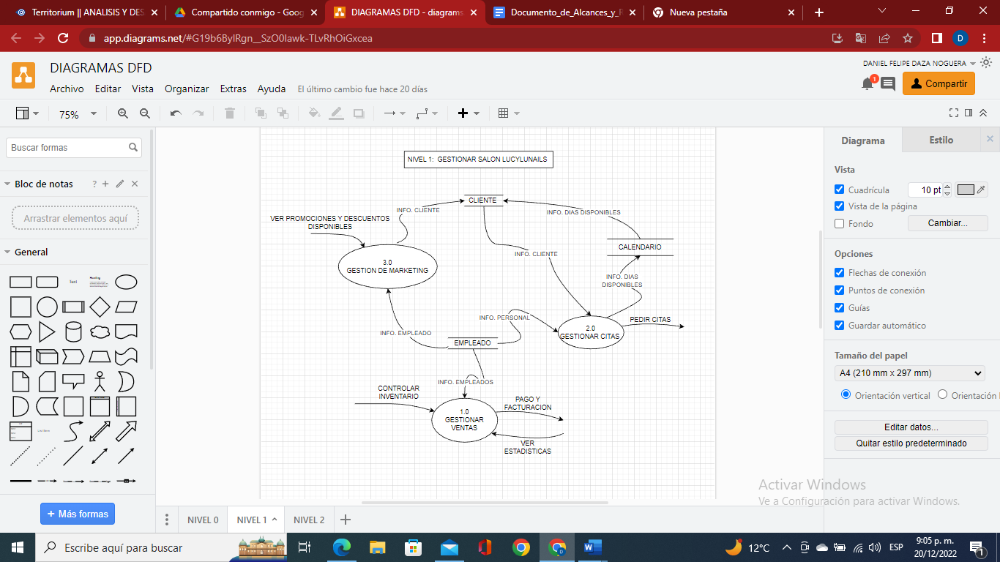 Territorium || ANALISIS Y DES
Compartido conmigo - Goog
DIAGRAMAS DFD - diagrams
Documento_de_Alcances_y_R
Nueva pestaña
D
DIAGRAMAS DFD
DANIEL FELIPE DAZA NOGUERA
Archivo
Editar
Vista
Organizar
Extras
Ayuda
El último cambio fue hace 20 días
1
Compartir
75%
Buscar formas
Bloc de notas
?
Arrastrar elementos aquí
General
Text
Heading
Más formas
NIVEL 1: GESTIONAR SALON LUCYLUNAILS
CLIENTE
INFO. CLIENTE
INFO. DIAS DISPONIBLES
VER PROMOCIONES Y DESCUENTOS
DISPONIBLES
CALENDARIO
INFO. CLIENTE
3.0
GESTION DE MARKETING
INFO. DIAS
DISPONIBLES
INFO. PERSONAL
PEDIR CITAS
2.0
GESTIONAR CITAS
INFO. EMPLEADO
EMPLEADO
INFO. EMPLEADOS
CONTROLAR
INVENTARIO
PAGO Y
FACTURACION
1.0
GESTIONAR
VENTAS
VER
ESTADISTICAS
NIVEL 0
NIVEL 1
NIVEL 2
Diagrama
Estilo
Vista
Cuadrícula
10 pt
Vista de la página
Fondo
Cambiar...
Opciones
Flechas de conexión
Puntos de conexión
Guías
Guardar automático
Tamaño del papel
A4 (210 mm x 297 mm)
Orientación vertical
Orientación
Editar datos...
Quitar estilo predeterminado
Activar Windows
Ve a Configuración para activar Windows.
Escribe aquí para buscar
12°C
ESP
9:05 p. m.
20/12/2022
1